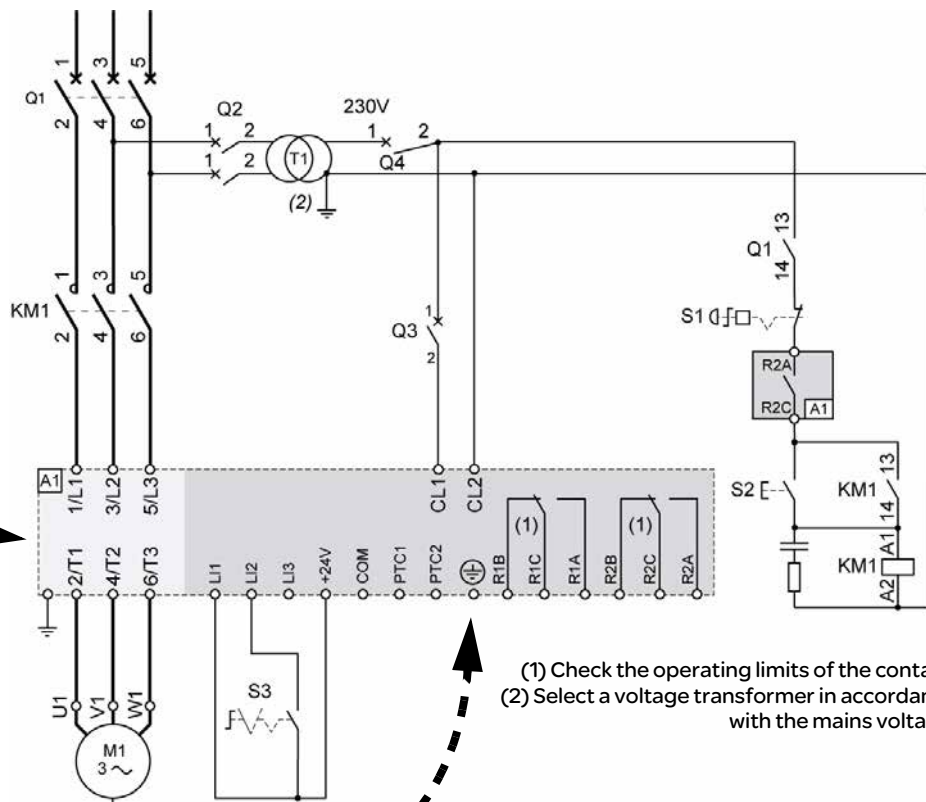 1 3 5
Q1
2 4 6
Q2
1 2
1 2
T1
(2)
230V
1 2
Q4
13
Q1
14
1 3 5
KM1
2 4 6
1
Q3
2
S1
R2A
R2C A1
13
S2 KM1
14
A1
KM1
A2
A1 1/L1 3/L2 5/L3 CL1 CL2
(1) (1)
2/T1 4/T2 6/T3 LI1 LI2 LI3 +24V COM PTC1 PTC2 R1B R1C R1A R2B R2C R2A
S3
U1 V1 W1
M1
3 ~
(1) Check the operating limits of the
(2) Select a voltage transformer in
with the mains